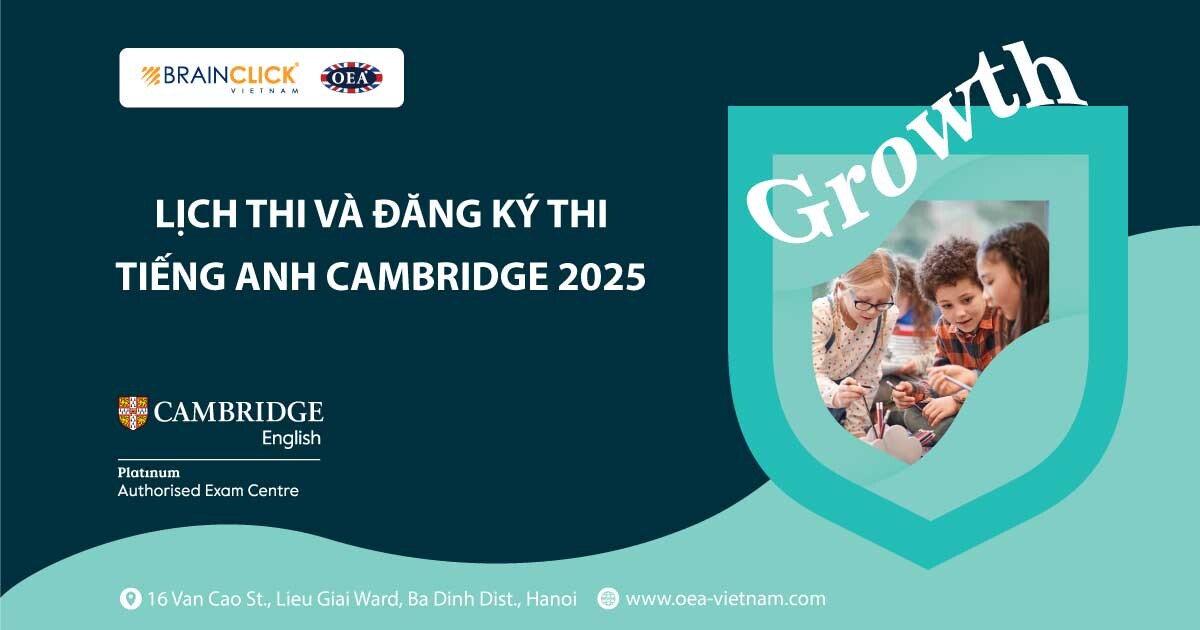 BRAINCLICK
VIETNAM
OEA
Growth
LỊCH THI VÀ ĐĂNG KÝ THI
TIẾNG ANH CAMBRIDGE 2025
CAMBRIDGE
English
Platinum
Authorised Exam Centre
16 Van Cao St., Lieu Giai Ward, Ba Dinh Dist., Hanoi
www.oea-vietnam.com